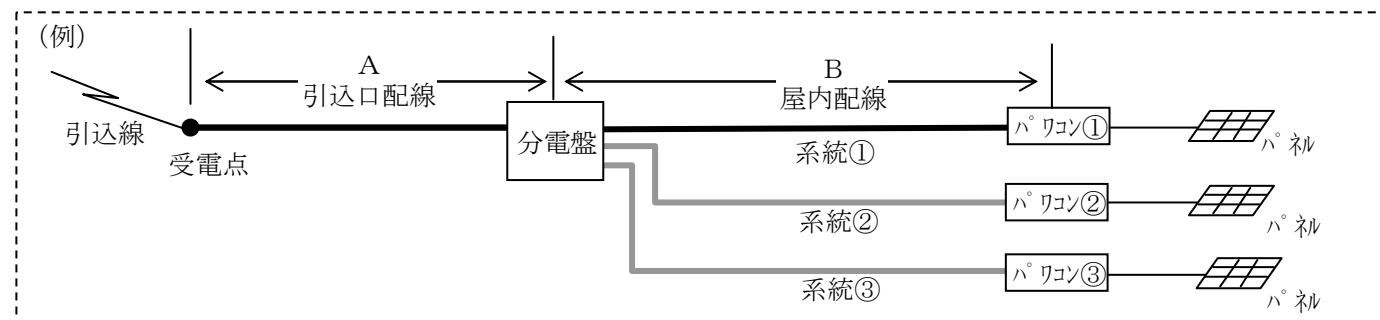 (例)
A
引込口配線
B
屋内配線
引込線
受電点
分電盤
系統①
パワコン①
パネル
系統②
パワコン②
パネル
系統③
パワコン③
パネル